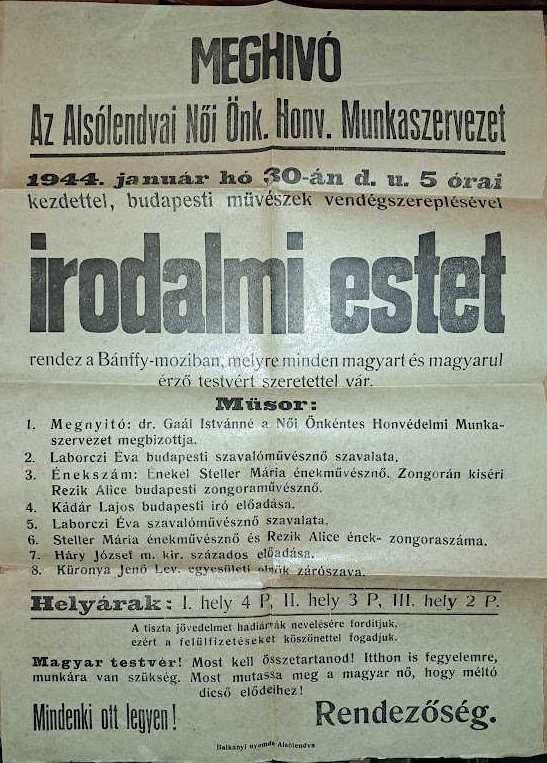 MEGHIVÓ
Az Alsólendvai Női Önk. Honv. Munkaszervezet
1944. január hó 30-án d. u. 5 órai
kezdettel, budapesti művészek vendégszereplésével
irodalmi estet
rendez a Bánffy-moziban, melyre minden magyart és magyarul
érző testvért szeretettel vár.
Műsor:
1. Megnyitó: dr. Gaál Istvánné a Női Önkéntes Honvédelmi Munka-
szervezet megbizottja.
2. Laborczi Éva budapesti szavalóművésznő szavalata.
3. Énekszám: Énekel Steller Mária énekművésznő. Zongorán kiséri
Rezik Alice budapesti zongoraművésznő.
4. Kádár Lajos budapesti iró előadása.
5. Laborczi Éva szavalóművésznő szavalata.
6. Steller Mária énekművésznő és Rezik Alice ének- zongoraszáma.
7. Háry József m. kir. százados előadása.
8. Küronya Jenő Lev. egyesületi elnök zárószava.
Helyárak: I. hely 4 P, II. hely 3 P, III. hely 2 P.
A tiszta jövedelmet hadiárvák nevelésére forditjuk,
ezért a felülfizetéseket köszönettel fogadjuk.
Magyar testvér! Most kell összetartanod! Itthon is fegyelemre,
munkára van szükség. Most mutassa meg a magyar nő, hogy méltó
dicső elődeihez!
Mindenki ott legyen! Rendezőség.
Balkányi nyomda Alsólendva